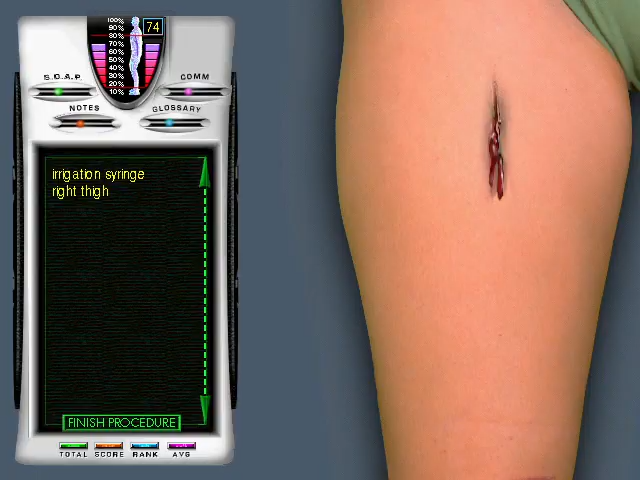 100%
90%
80%
70%
60%
50%
40%
30%
20%
10%
74
S.O.A.P.
COMM
NOTES
GLOSSARY
irrigation syringe
right thigh
FINISH PROCEDURE
TOTAL SCORE RANK AVG